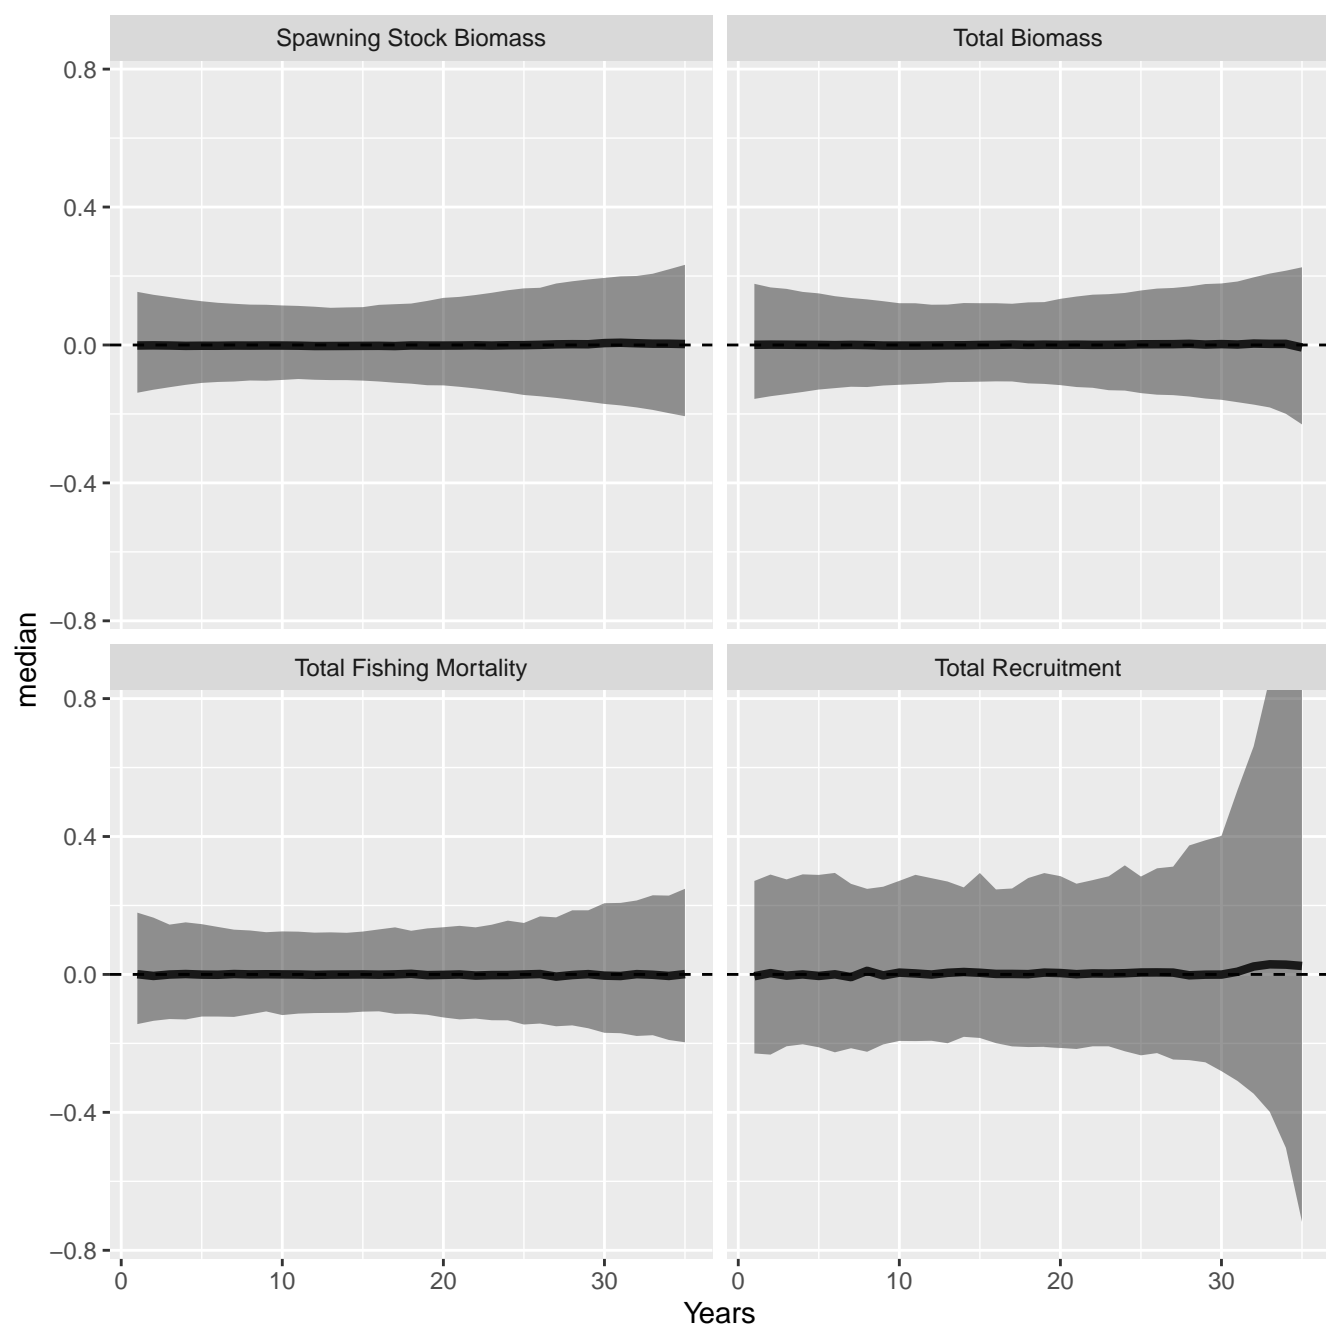 Spawning Stock Biomass
Total Biomass
0.8
0.4
0.0
−0.4
−0.8
median
Total Fishing Mortality
Total Recruitment
0.8
0.4
0.0
−0.4
−0.8
0 10 20 30
0 10 20 30
Years